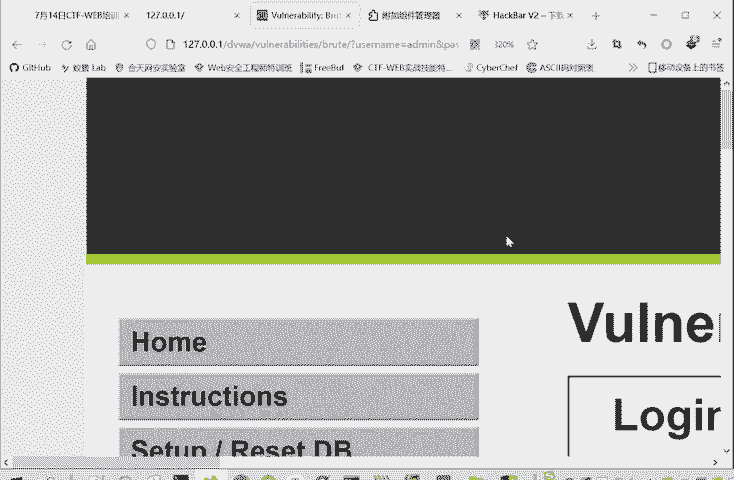 7月14日CTF-WEB培训 127.0.0.1/ Vulnerability: Bru 附加组件管理器 HackBar V2 – 下载
127.0.0.1/dvwa/vulnerabilities/brute/?username=admin&pas 320%
GitHub Lab 合天网安实验室 Web安全工程师特训班 FreeBuf CTF-WEB实战技能特... CyberChef ASCII码对照表 移动设备上的书签
Home
Vulne
Instructions
Login
Setup / Reset DB